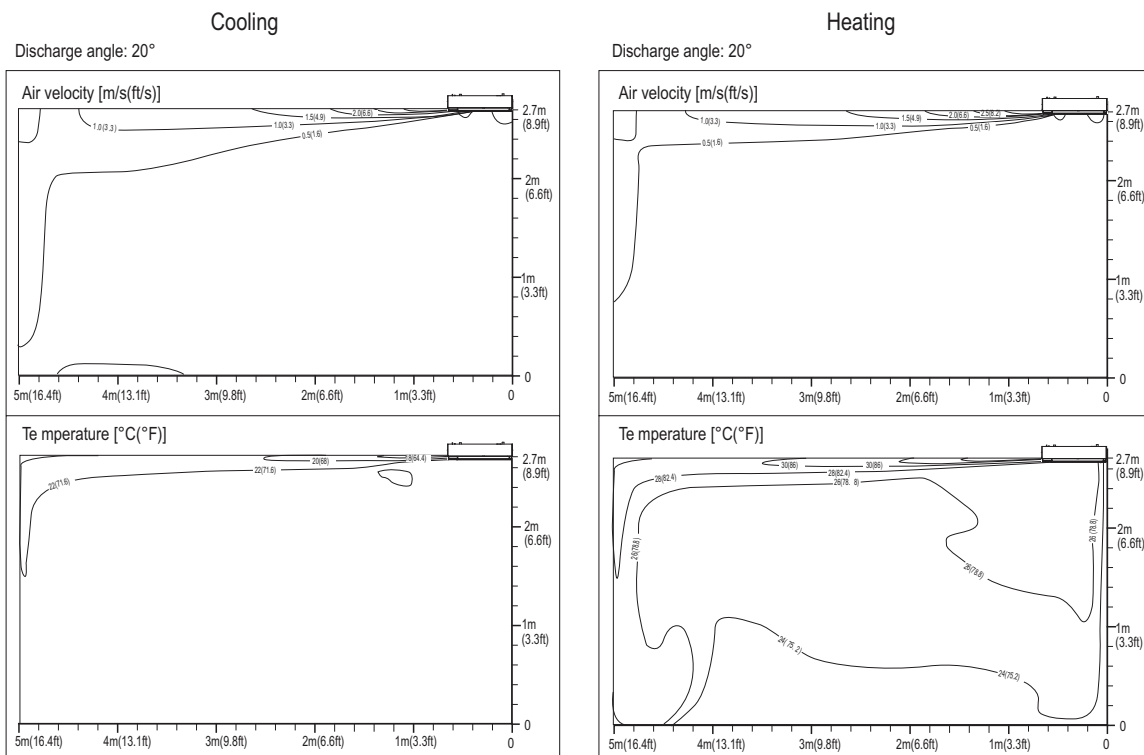 Cooling
Discharge angle: 20°
Air velocity [m/s(ft/s)]
1.0(3.3)
1.0(3.3)
1.5(4.9)
2.0(6.6)
0.5(1.6)
2.7m
(8.9ft)
2m
(6.6ft)
1m
(3.3ft)
0
5m(16.4ft) 4m(13.1ft) 3m(9.8ft) 2m(6.6ft) 1m(3.3ft) 0
Te mperature [°C(°F)]
22(71.6)
22(71.6)
20(68)
18(64.4)
2.7m
(8.9ft)
2m
(6.6ft)
1m
(3.3ft)
0
5m(16.4ft) 4m(13.1ft) 3m(9.8ft) 2m(6.6ft) 1m(3.3ft) 0
Heating
Discharge angle: 20°
Air velocity [m/s(ft/s)]
1.0(3.3)
1.0(3.3)
1.5(4.9)
2.0(6.6)
2.5(8.2)
0.5(1.6)
2.7m
(8.9ft)
2m
(6.6ft)
1m
(3.3ft)
0
5m(16.4ft) 4m(13.1ft) 3m(9.8ft) 2m(6.6ft) 1m(3.3ft) 0
Te mperature [°C(°F)]
30(86)
30(86)
28(82.4)
28(82.4)
26(78. 8)
26(78.8)
26(78.8)
26 (78.8)
24( 75. 2)
24(75.2)
2.7m
(8.9ft)
2m
(6.6ft)
1m
(3.3ft)
0
5m(16.4ft) 4m(13.1ft) 3m(9.8ft) 2m(6.6ft) 1m(3.3ft) 0